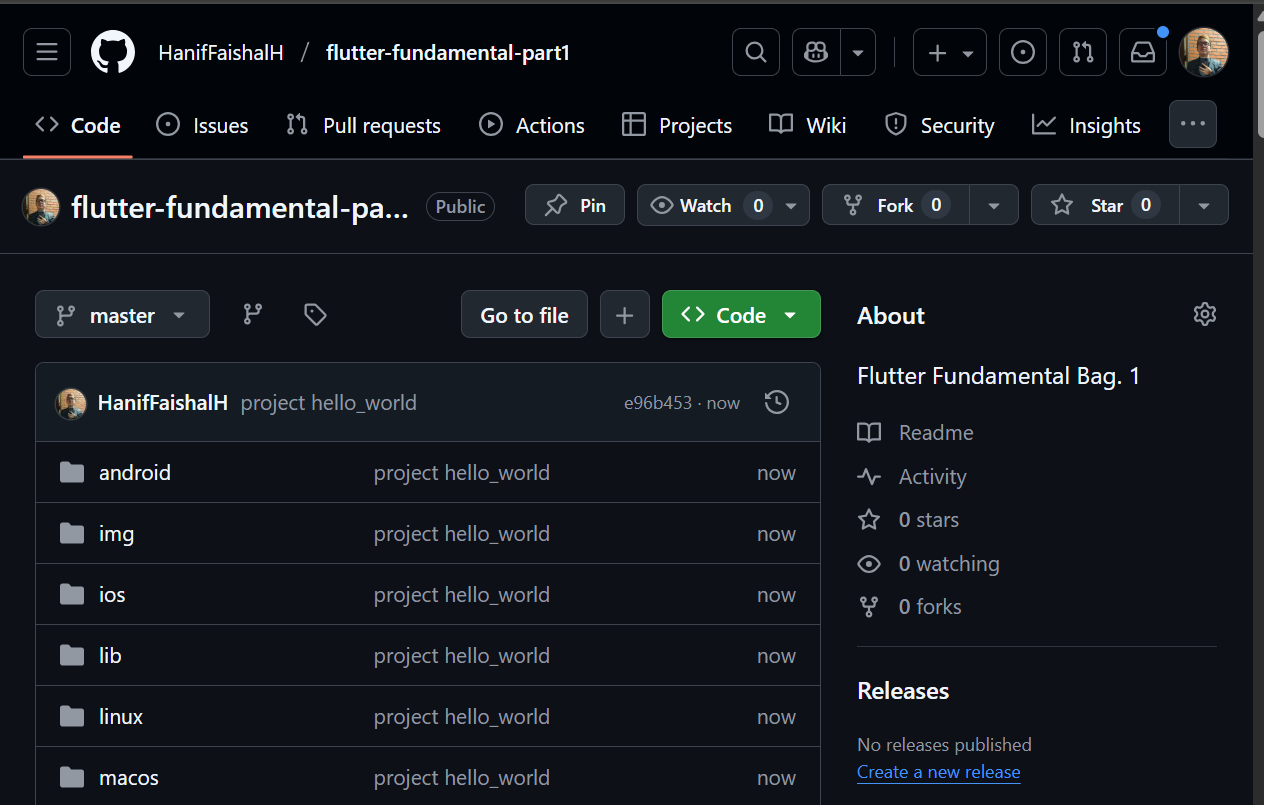 HanifFaishalH / flutter-fundamental-part1
Code Issues Pull requests Actions Projects Wiki Security Insights
flutter-fundamental-pa... Public Pin Watch 0 Fork 0 Star 0
master Go to file Code
HanifFaishalH project hello_world e96b453 · now
android project hello_world now
img project hello_world now
ios project hello_world now
lib project hello_world now
linux project hello_world now
macos project hello_world now
About
Flutter Fundamental Bag. 1
Readme
Activity
0 stars
0 watching
0 forks
Releases
No releases published
Create a new release